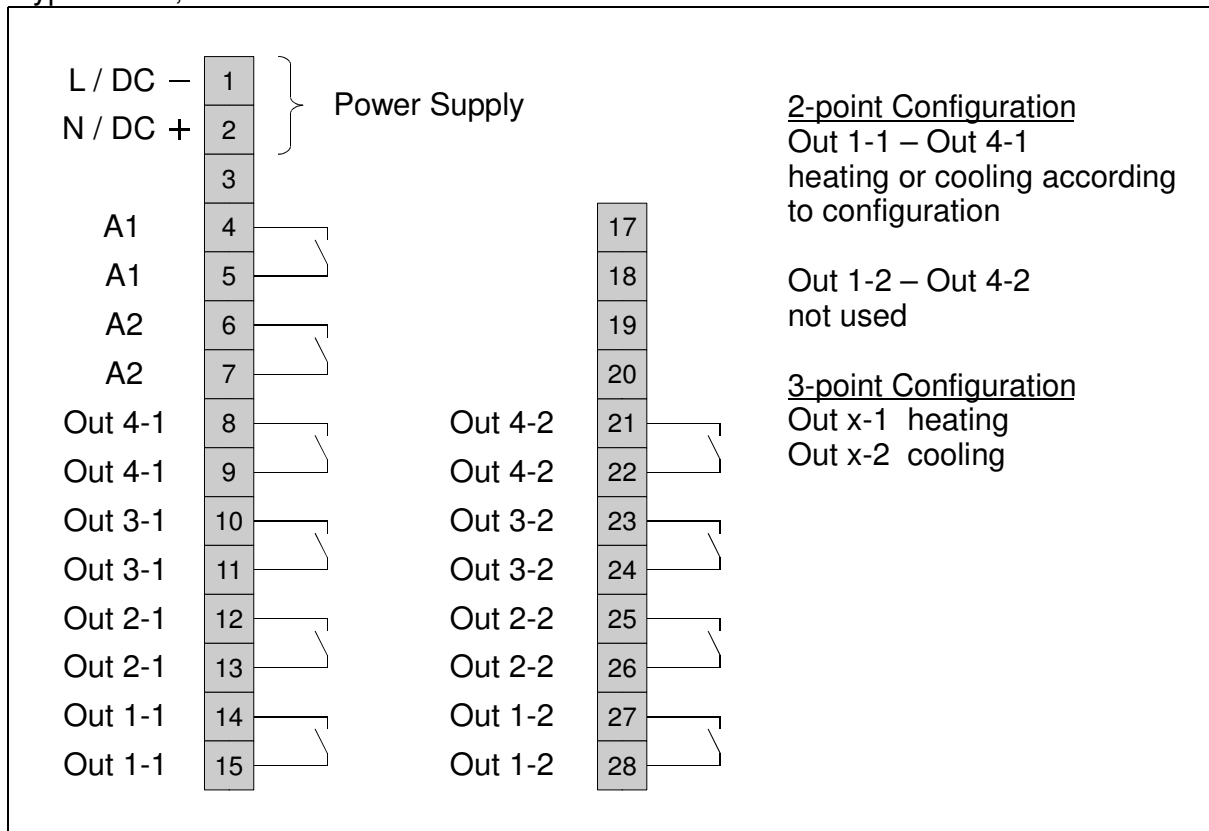 L / DC – 1
N / DC + 2
Power Supply
3
A1 4
A1 5
A2 6
A2 7
Out 4-1 8
Out 4-1 9
Out 3-1 10
Out 3-1 11
Out 2-1 12
Out 2-1 13
Out 1-1 14
Out 1-1 15
17
18
19
20
Out 4-2 21
Out 4-2 22
Out 3-2 23
Out 3-2 24
Out 2-2 25
Out 2-2 26
Out 1-2 27
Out 1-2 28
2-point Configuration
Out 1-1 – Out 4-1
heating or cooling according
to configuration
Out 1-2 – Out 4-2
not used
3-point Configuration
Out x-1 heating
Out x-2 cooling